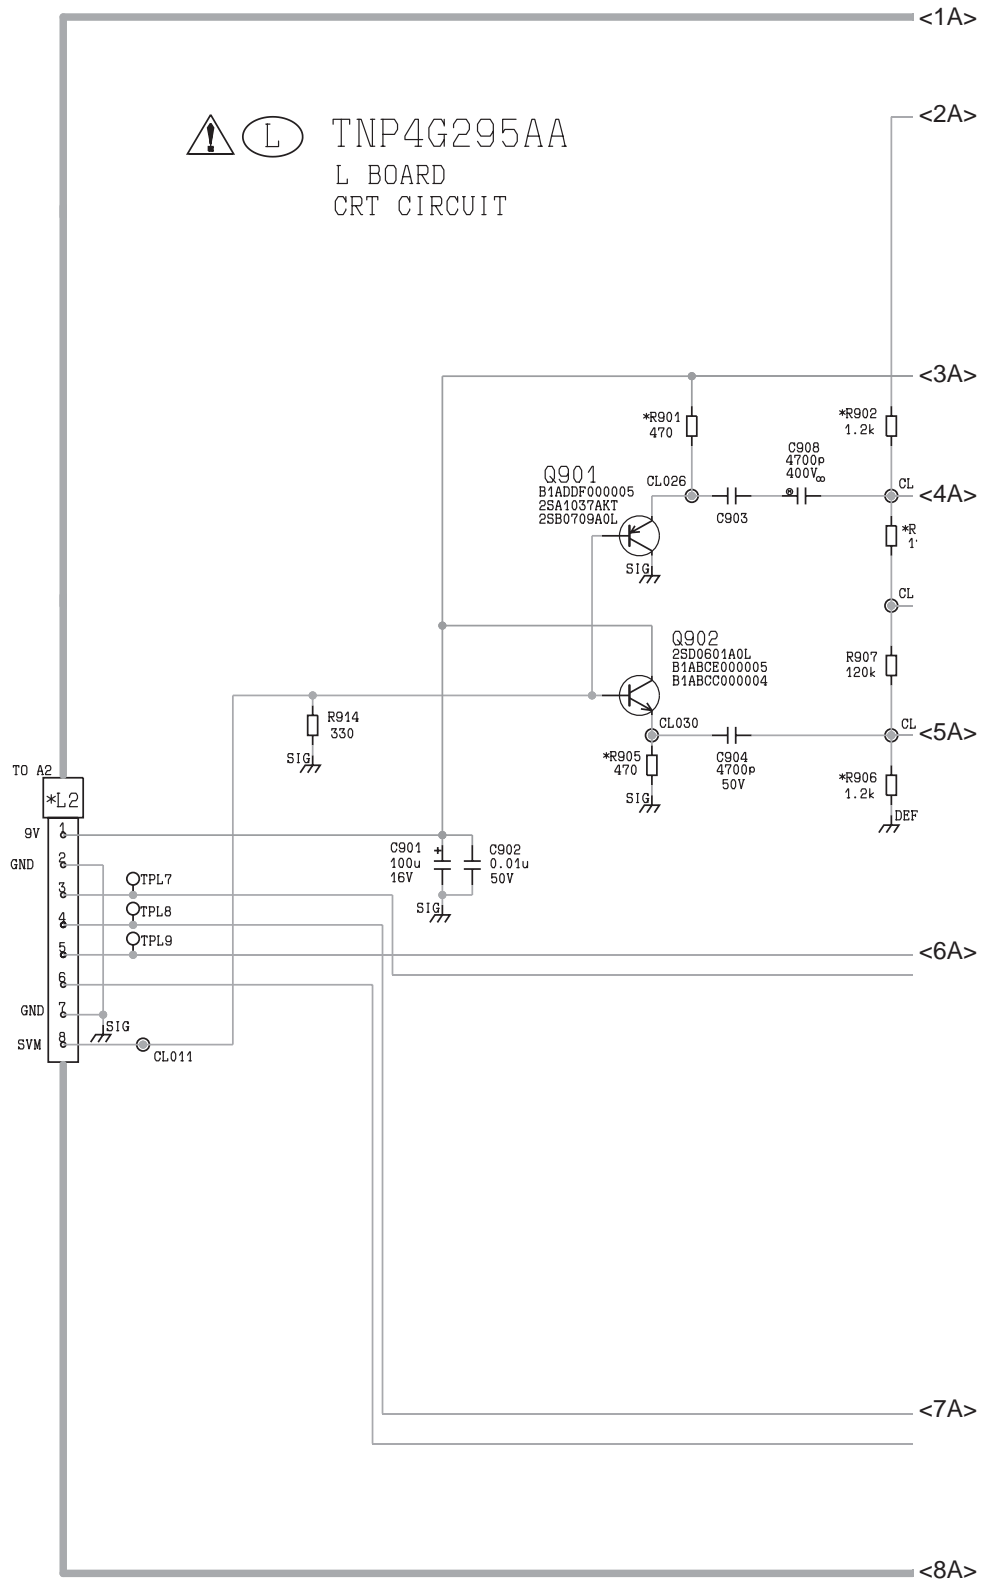 <1A>
<2A>
L
TNP4G295AA
L BOARD
CRT CIRCUIT
<3A>
*R901
470
*R902
1.2k
C908
4700p
400V
Q901
B1ADDF000005
2SA1037AKT
2SB0709A0L
CL026
CL
<4A>
C903
*R
SIG
CL
Q902
2SD0601A0L
B1ABCE000005
B1ABCC000004
R907
120k
R914
330
SIG
CL030
CL
<5A>
*R905
470
C904
4700p
50V
*R906
1.2k
SIG
DEF
TO A2
*L2
9V
1
GND
2
3
TPL7
4
TPL8
5
TPL9
6
GND
7
SIG
SVM
8
CL011
C901
+
100u
16V
C902
0.01u
50V
SIG
<6A>
<7A>
<8A>